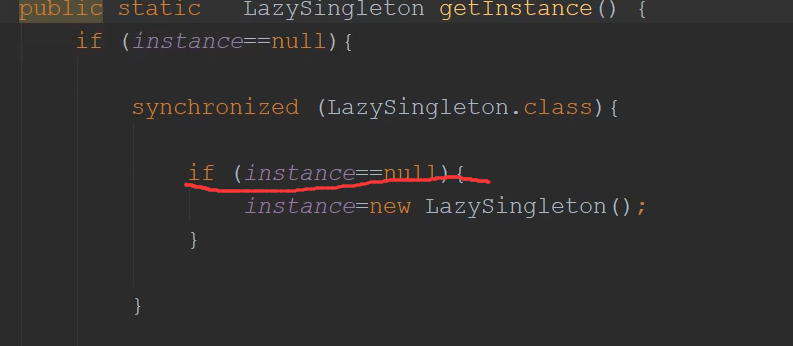 public static LazySingleton getInstance() {
if (instance==null){
synchronized (LazySingleton.class){
if (instance==null){
instance=new LazySingleton();
}
}